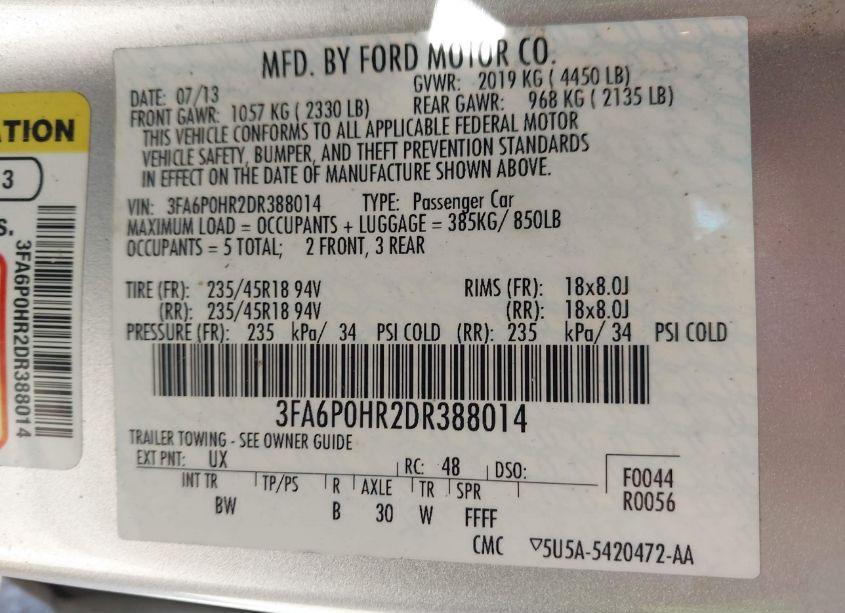 MFD. BY FORD MOTOR CO.
DATE: 07/13 GVWR: 2019 KG ( 4450 LB)
FRONT GAWR: 1057 KG ( 2330 LB) REAR GAWR: 968 KG ( 2135 LB)
THIS VEHICLE CONFORMS TO ALL APPLICABLE FEDERAL MOTOR
VEHICLE SAFETY, BUMPER, AND THEFT PREVENTION STANDARDS
IN EFFECT ON THE DATE OF MANUFACTURE SHOWN ABOVE.
VIN: 3FA6P0HR2DR388014 TYPE: Passenger Car
MAXIMUM LOAD = OCCUPANTS + LUGGAGE = 385KG/ 850LB
OCCUPANTS = 5 TOTAL; 2 FRONT, 3 REAR
TIRE (FR): 235/45R18 94V RIMS (FR): 18x8.0J
(RR): 235/45R18 94V (RR): 18x8.0J
PRESSURE (FR): 235 kPa/ 34 PSI COLD (RR): 235 kPa/ 34 PSI COLD
3FA6P0HR2DR388014
TRAILER TOWING - SEE OWNER GUIDE
EXT PNT: UX RC: 48 DSO:
INT TR TP/PS R AXLE TR SPR
BW B 30 W FFFF
F0044
R0056
CMC ▽5U5A-5420472-AA
ATION
3
s.
3FA6P0HR2DR388014